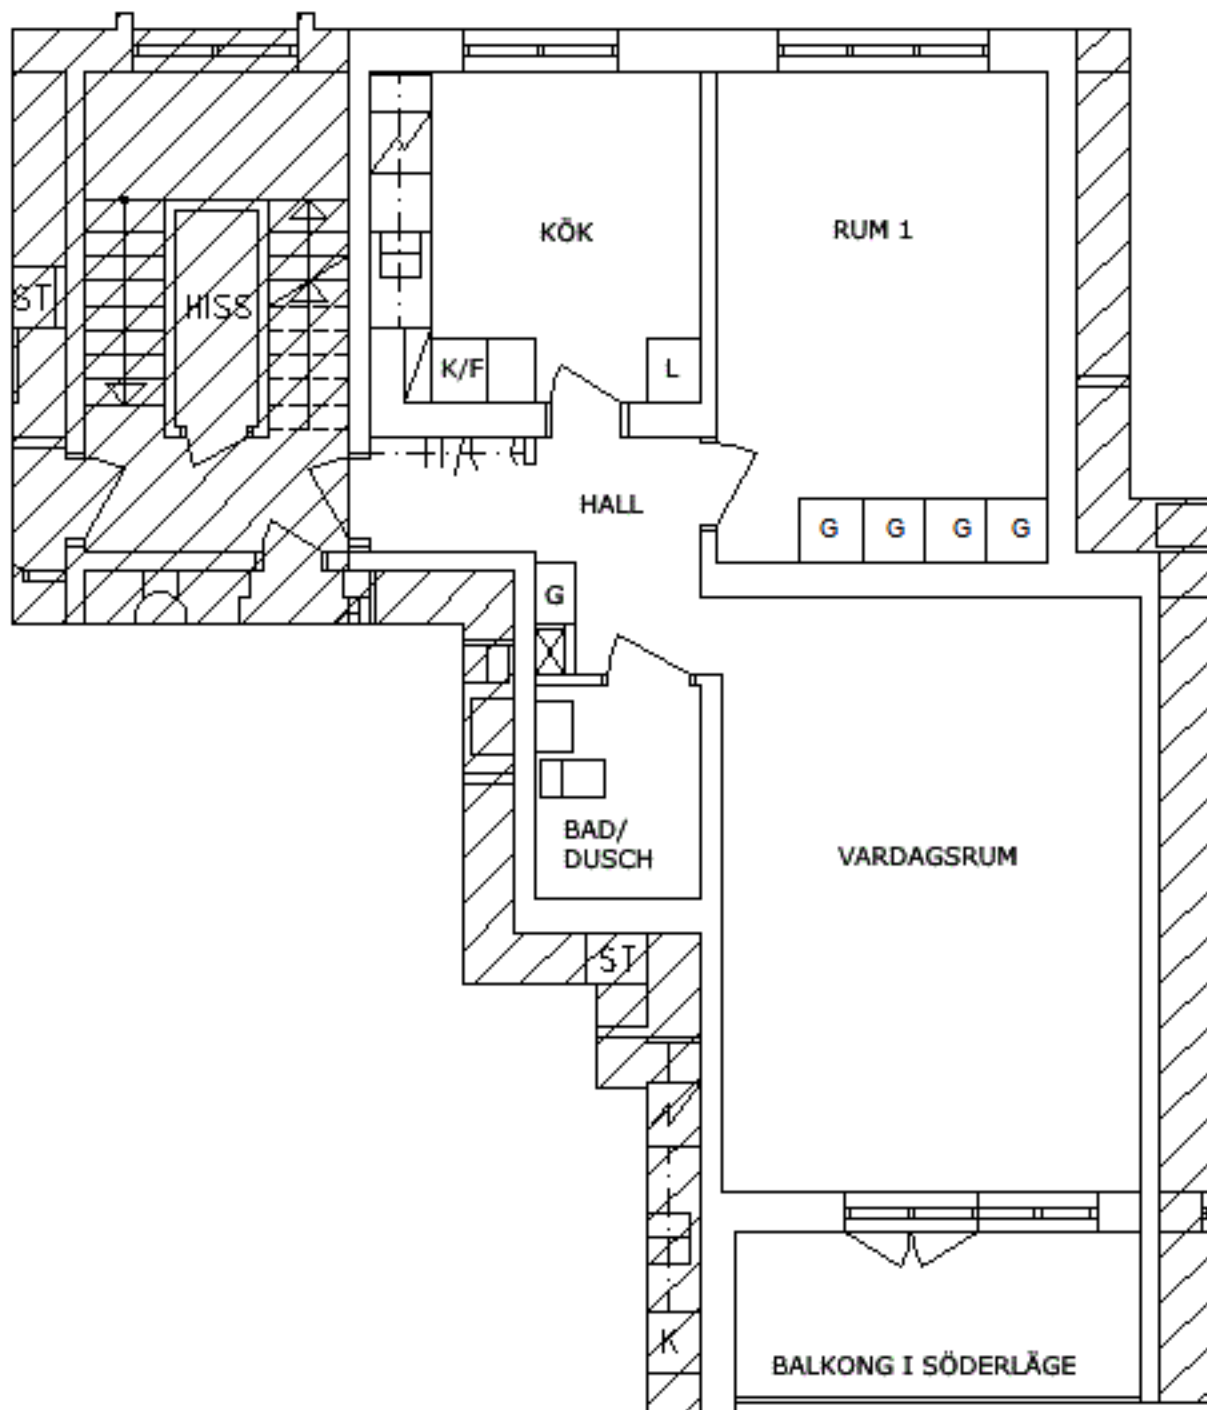 KÖK
RUM 1
ST
HISS
K/F
L
HALL
G G G G
G
BAD/
DUSCH
VARDAGSRUM
ST
K
BALKONG I SÖDERLÄGE